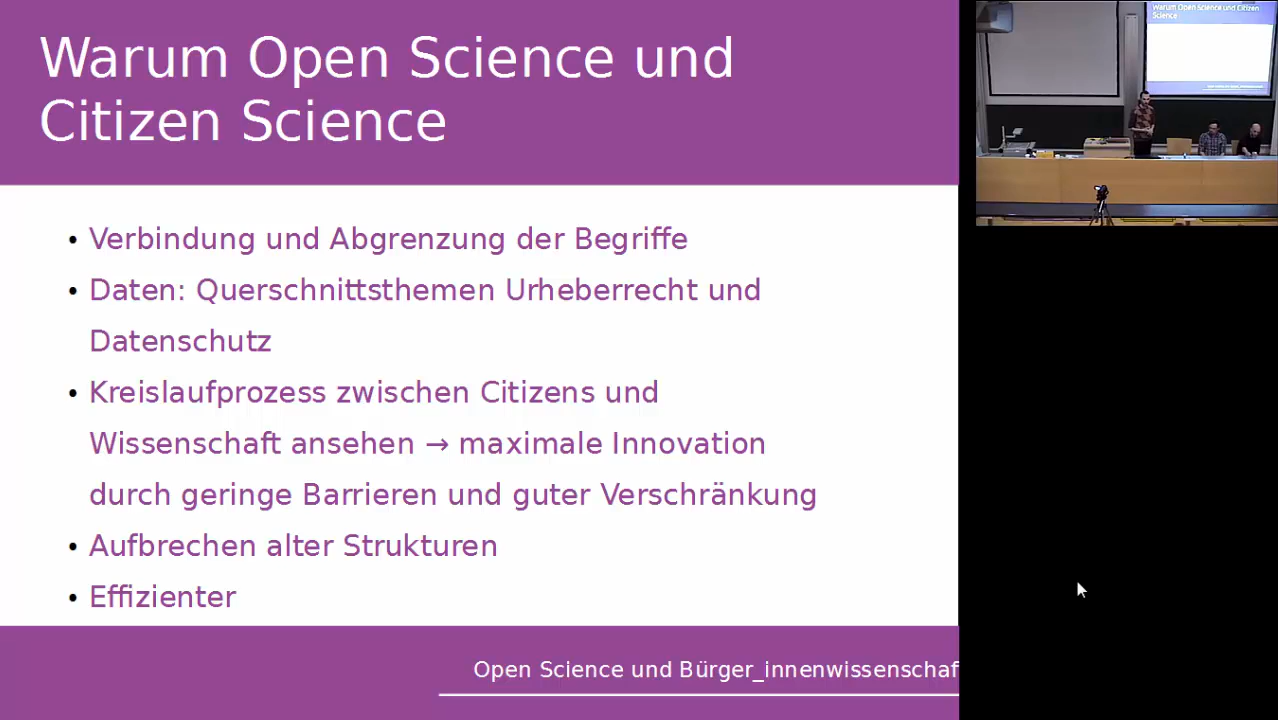 Warum Open Science und
Citizen Science
• Verbindung und Abgrenzung der Begriffe
• Daten: Querschnittsthemen Urheberrecht und
Datenschutz
• Kreislaufprozess zwischen Citizens und
Wissenschaft ansehen → maximale Innovation
durch geringe Barrieren und guter Verschränkung
• Aufbrechen alter Strukturen
• Effizienter
Open Science und Bürger_innenwissenschaf
Warum Open Science und Citizen
Science